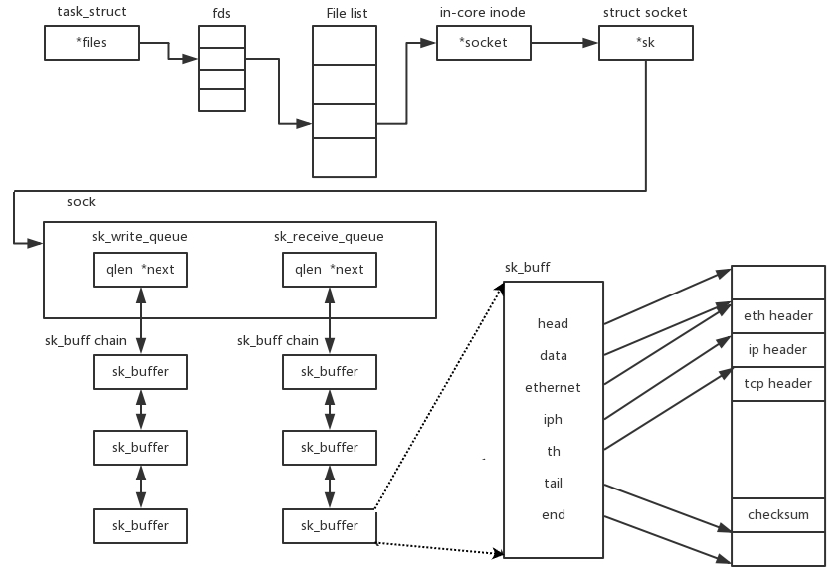 task_struct
fds
File list
in-core inode
struct socket
*files
*socket
*sk
sock
sk_write_queue
sk_receive_queue
qlen *next
qlen *next
sk_buff
sk_buff chain
sk_buff chain
sk_buffer
sk_buffer
sk_buffer
sk_buffer
sk_buffer
sk_buffer
head
data
ethernet
iph
th
tail
end
eth header
ip header
tcp header
checksum